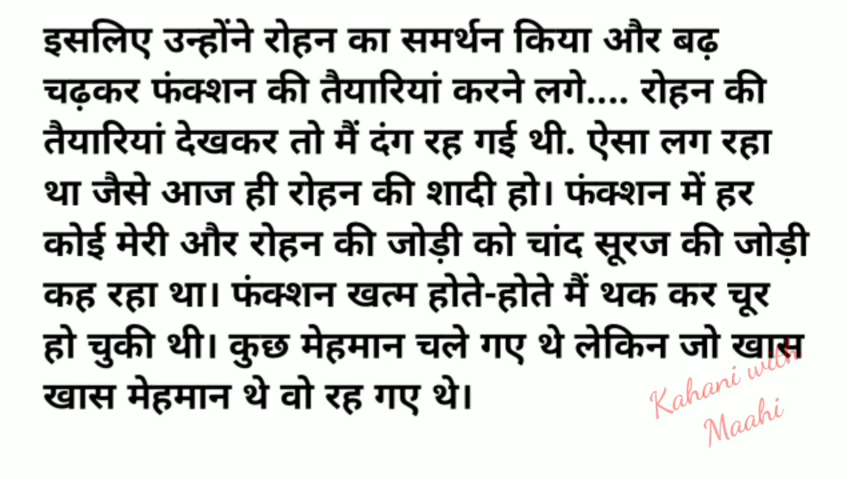 इसलिए उन्होंने रोहन का समर्थन किया और बढ़
चढ़कर फंक्शन की तैयारियां करने लगे.... रोहन की
तैयारियां देखकर तो मैं दंग रह गई थी. ऐसा लग रहा
था जैसे आज ही रोहन की शादी हो। फंक्शन में हर
कोई मेरी और रोहन की जोड़ी को चांद सूरज की जोड़ी
कह रहा था। फंक्शन खत्म होते-होते मैं थक कर चूर
हो चुकी थी। कुछ मेहमान चले गए थे लेकिन जो खास
खास मेहमान थे वो रह गए थे।
Kahani with
Maahi